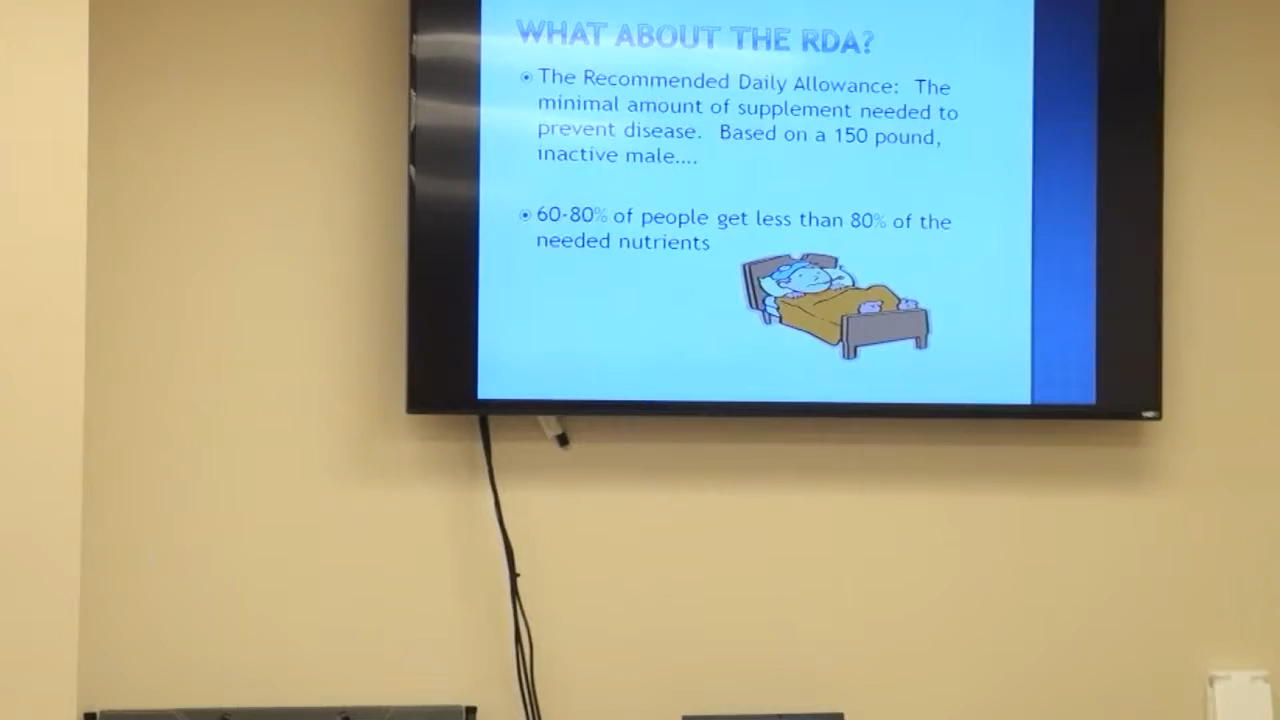 WHAT ABOUT THE RDA?
The Recommended Daily Allowance: The
minimal amount of supplement needed to
prevent disease. Based on a 150 pound,
inactive male....
60-80% of people get less than 80% of the
needed nutrients